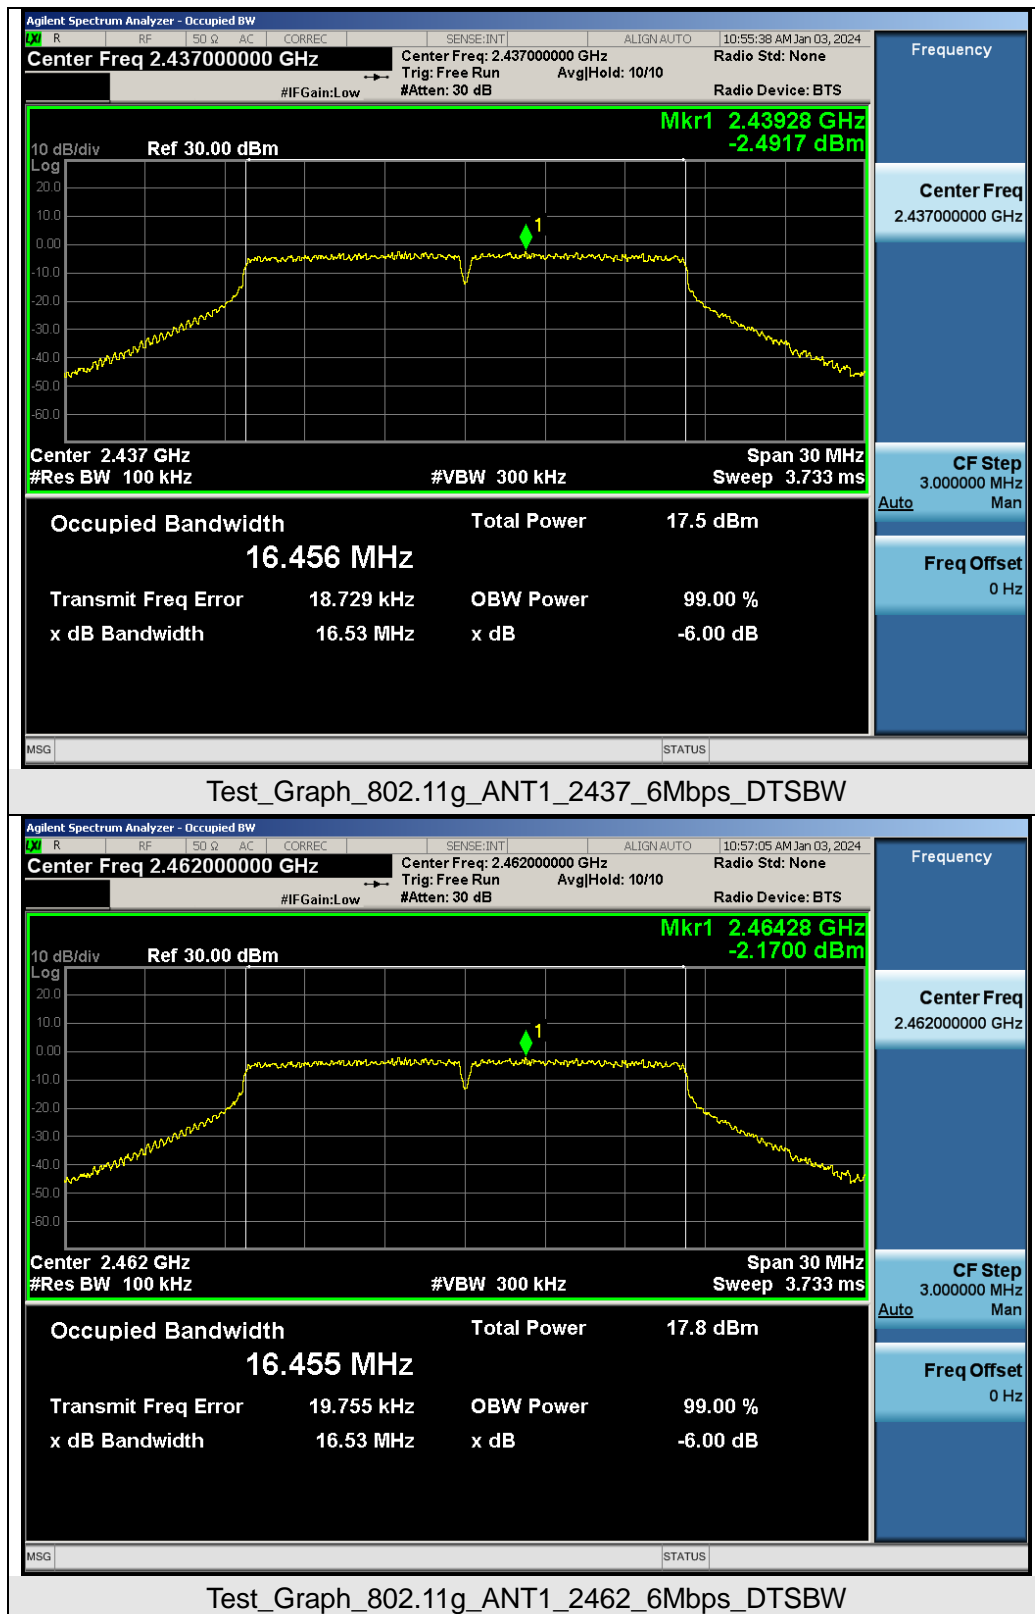 Agilent Spectrum Analyzer - Occupied BW
LXI R RF 50 Ω AC CORREC SENSE:INT ALIGN AUTO 10:55:38 AM Jan 03, 2024
Center Freq 2.437000000 GHz Center Freq: 2.437000000 GHz Radio Std: None Frequency
Trig: Free Run Avg|Hold: 10/10
#IFGain:Low #Atten: 30 dB Radio Device: BTS
Mkr1 2.43928 GHz
10 dB/div Ref 30.00 dBm -2.4917 dBm
Log
20.0
10.0
0.00
-10.0
-20.0
-30.0
-40.0
-50.0
-60.0
1
Center Freq
2.437000000 GHz
Center 2.437 GHz Span 30 MHz
#Res BW 100 kHz #VBW 300 kHz Sweep 3.733 ms
CF Step
3.000000 MHz
Auto Man
Occupied Bandwidth Total Power 17.5 dBm
16.456 MHz
Freq Offset
0 Hz
Transmit Freq Error 18.729 kHz OBW Power 99.00 %
x dB Bandwidth 16.53 MHz x dB -6.00 dB
MSG STATUS
Test_Graph_802.11g_ANT1_2437_6Mbps_DTSBW
Agilent Spectrum Analyzer - Occupied BW
LXI R RF 50 Ω AC CORREC SENSE:INT ALIGN AUTO 10:57:05 AM Jan 03, 2024
Center Freq 2.462000000 GHz Center Freq: 2.462000000 GHz Radio Std: None Frequency
Trig: Free Run Avg|Hold: 10/10
#IFGain:Low #Atten: 30 dB Radio Device: BTS
Mkr1 2.46428 GHz
10 dB/div Ref 30.00 dBm -2.1700 dBm
Log
20.0
10.0
0.00
-10.0
-20.0
-30.0
-40.0
-50.0
-60.0
1
Center Freq
2.462000000 GHz
Center 2.462 GHz Span 30 MHz
#Res BW 100 kHz #VBW 300 kHz Sweep 3.733 ms
CF Step
3.000000 MHz
Auto Man
Occupied Bandwidth Total Power 17.8 dBm
16.455 MHz
Freq Offset
0 Hz
Transmit Freq Error 19.755 kHz OBW Power 99.00 %
x dB Bandwidth 16.53 MHz x dB -6.00 dB
MSG STATUS
Test_Graph_802.11g_ANT1_2462_6Mbps_DTSBW